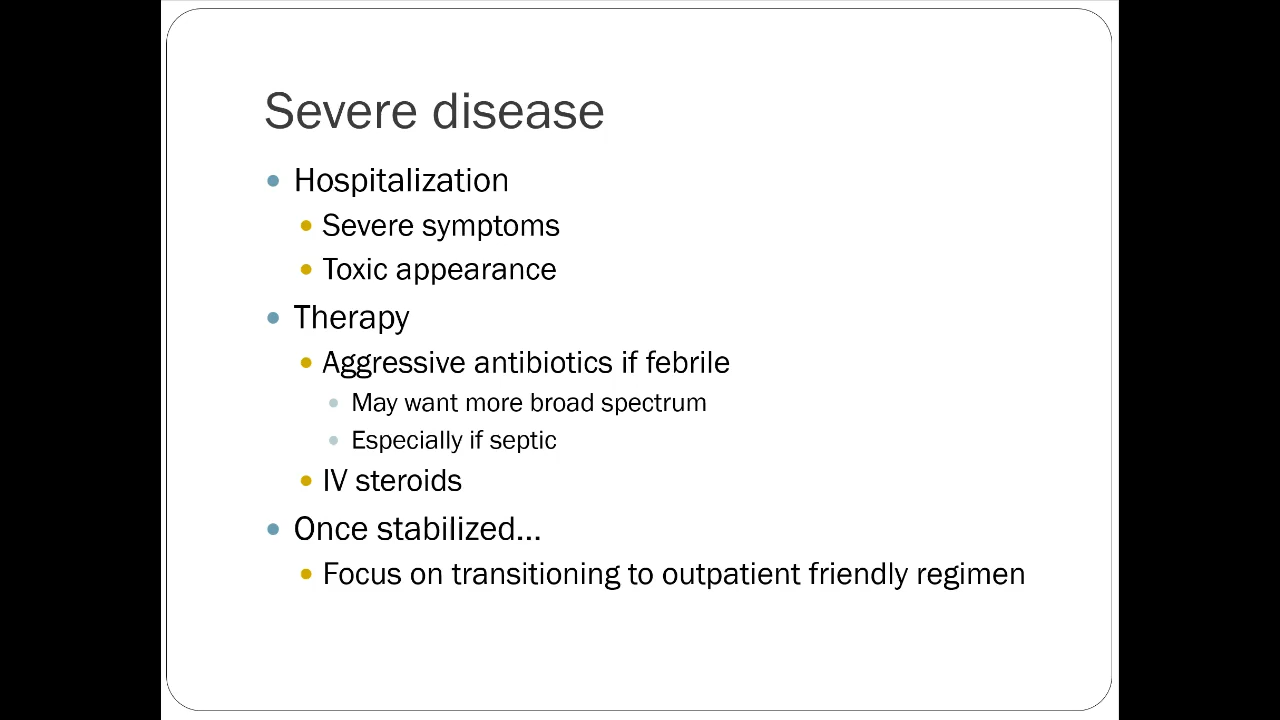 Severe disease
Hospitalization
Severe symptoms
Toxic appearance
Therapy
Aggressive antibiotics if febrile
May want more broad spectrum
Especially if septic
IV steroids
Once stabilized...
Focus on transitioning to outpatient friendly regimen